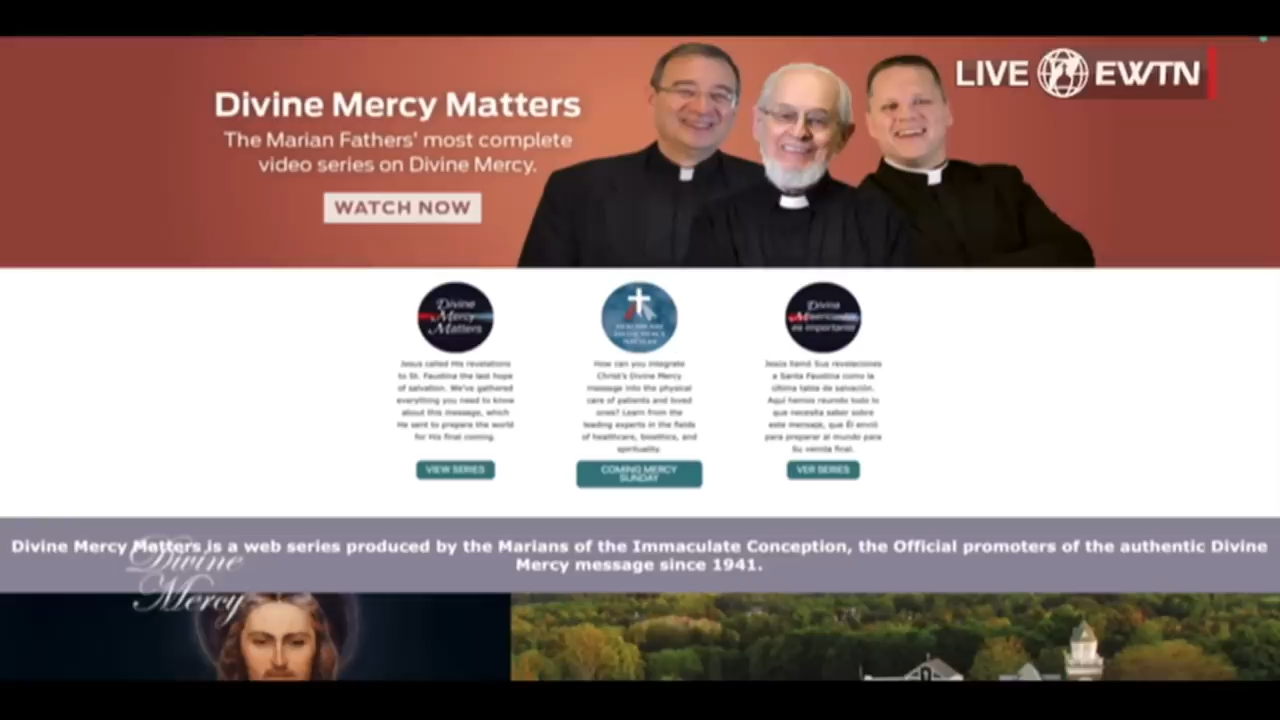 LIVE EWTN
Divine Mercy Matters
The Marian Fathers' most complete
video series on Divine Mercy.
WATCH NOW
Divine
Mercy
Matters
Jesus called His revelations
to St. Faustina the last hope
of salvation. We've gathered
everything you need to know
about this message, which
He sent to prepare the world
for His final coming.
VIEW SERIES
How can you integrate
Christ's Divine Mercy
message into the physical
care of patients and loved
ones? Learn from the
leading experts in the fields
of healthcare, bioethics, and
spirituality.
COMING MERCY
SUNDAY
Divina
Misericordia
es importante
Jesús llamó Sus revelaciones
a Santa Faustina como la
última tabla de salvación.
Aquí hemos reunido todo lo
que necesita saber sobre
este mensaje, que Él envió
para preparar al mundo para
Su venida final.
VER SERIES
Divine Mercy Matters is a web series produced by the Marians of the Immaculate Conception, the Official promoters of the authentic Divine
Mercy message since 1941.
Divine
Mercy